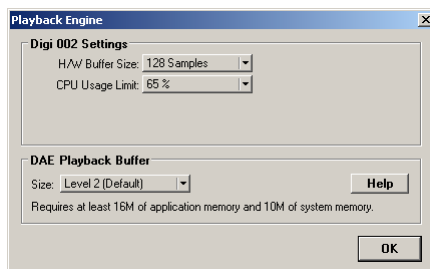 Playback Engine
Digi 002 Settings
H/W Buffer Size: 128 Samples
CPU Usage Limit: 65 %
DAE Playback Buffer
Size: Level 2 (Default)
Help
Requires at least 16M of application memory and 10M of system memory.
OK